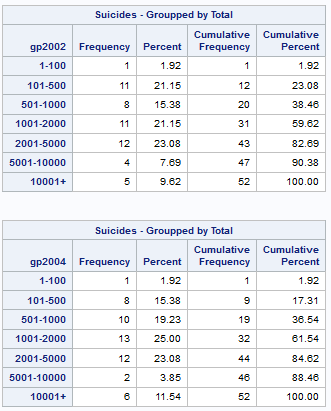 Suicides - Groupped by Total
gp2002 Frequency Percent Cumulative Frequency Cumulative Percent
1-100 1 1.92 1 1.92
101-500 11 21.15 12 23.08
501-1000 8 15.38 20 38.46
1001-2000 11 21.15 31 59.62
2001-5000 12 23.08 43 82.69
5001-10000 4 7.69 47 90.38
10001+ 5 9.62 52 100.00
Suicides - Groupped by Total
gp2004 Frequency Percent Cumulative Frequency Cumulative Percent
1-100 1 1.92 1 1.92
101-500 8 15.38 9 17.31
501-1000 10 19.23 19 36.54
1001-2000 13 25.00 32 61.54
2001-5000 12 23.08 44 84.62
5001-10000 2 3.85 46 88.46
10001+ 6 11.54 52 100.00